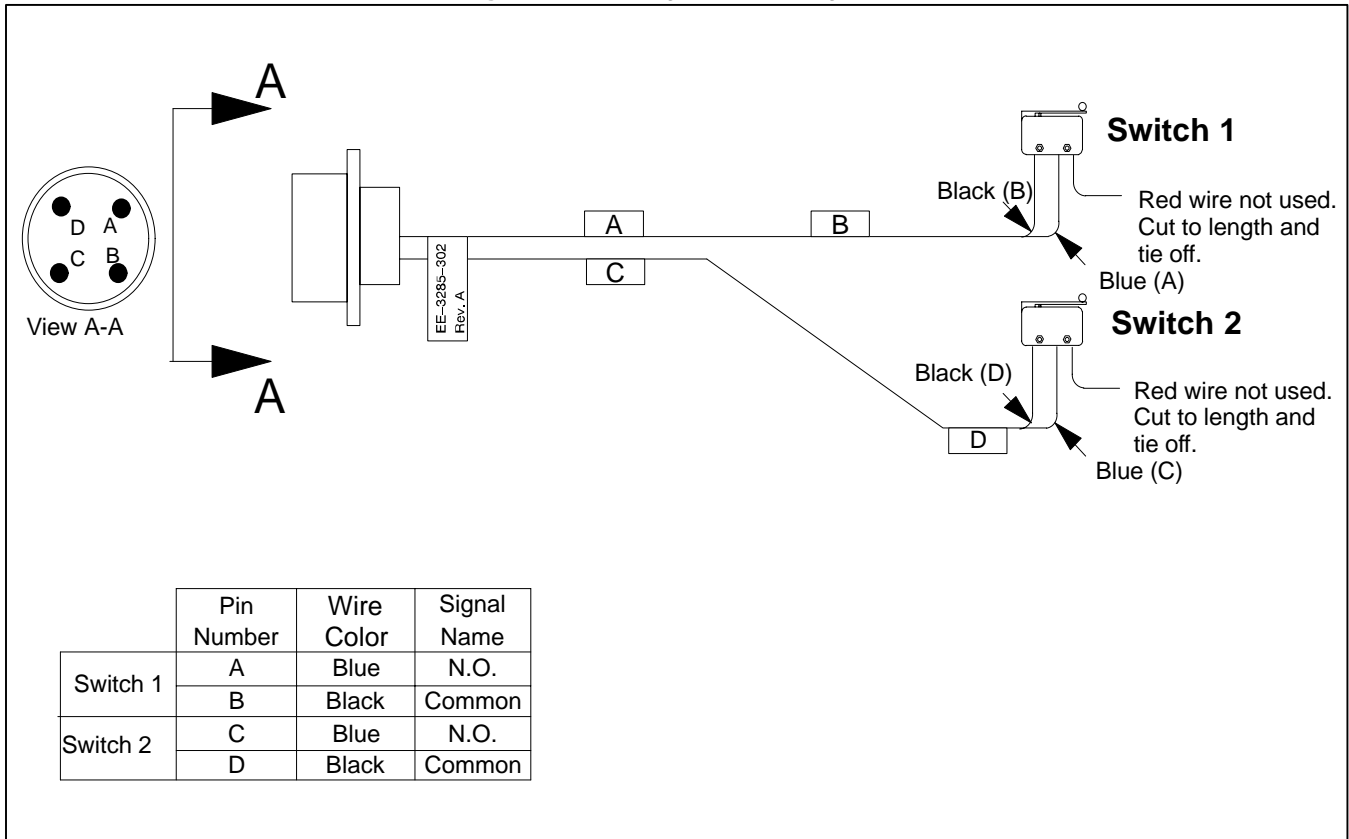 A
D A
C B
View A-A
A
EE–3285–302
Rev. A
A
B
C
D
Black (B)
Switch 1
Red wire not used.
Cut to length and
tie off.
Blue (A)
Switch 2
Black (D)
Red wire not used.
Cut to length and
tie off.
Blue (C)
Pin Wire Signal
Number Color Name
Switch 1 A Blue N.O.
B Black Common
Switch 2 C Blue N.O.
D Black Common